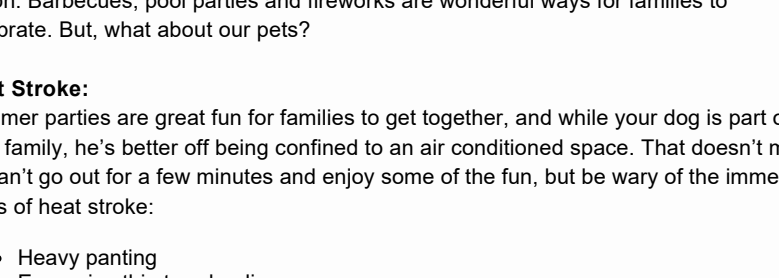 Barbecues, pool parties and fireworks are wonderful ways for families to
brate. But, what about our pets?
t Stroke:
mer parties are great fun for families to get together, and while your dog is part o
family, he's better off being confined to an air conditioned space. That doesn't m
an't go out for a few minutes and enjoy some of the fun, but be wary of the imme
s of heat stroke:
• Heavy panting